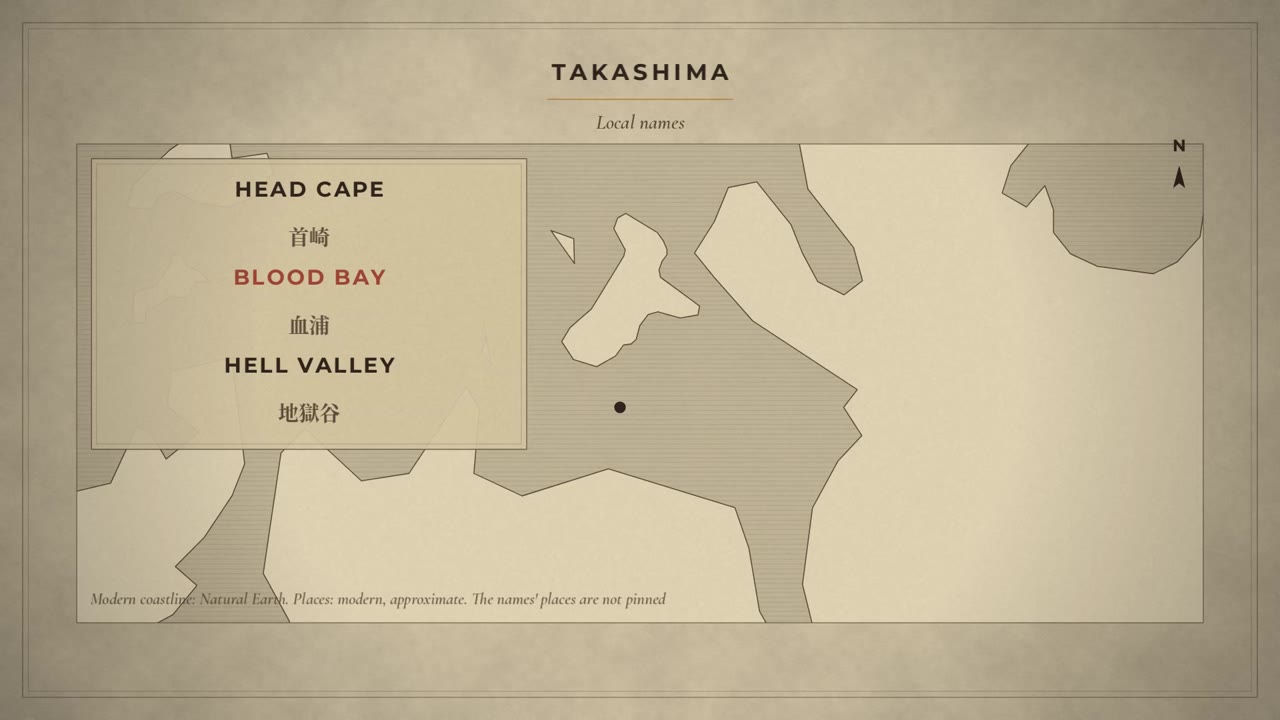 TAKASHIMA
Local names
N
HEAD CAPE
首崎
BLOOD BAY
血浦
HELL VALLEY
地獄谷
Modern coastline: Natural Earth. Places: modern, approximate. The names' places are not pinned